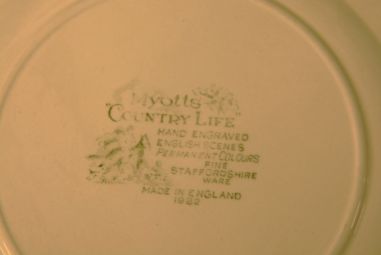 Myotts
"COUNTRY LIFE"
HAND ENGRAVED
ENGLISH SCENES
PERMANENT COLOURS
FINE
STAFFORDSHIRE
WARE
MADE IN ENGLAND
1982